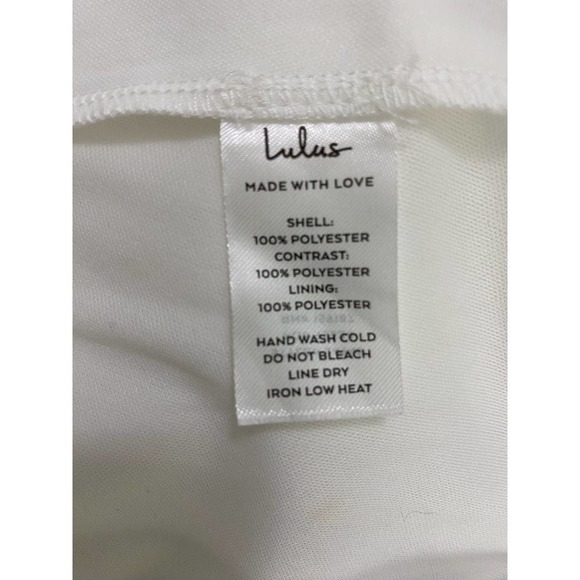 Lulus
MADE WITH LOVE
SHELL:
100% POLYESTER
CONTRAST:
100% POLYESTER
LINING:
100% POLYESTER
HAND WASH COLD
DO NOT BLEACH
LINE DRY
IRON LOW HEAT